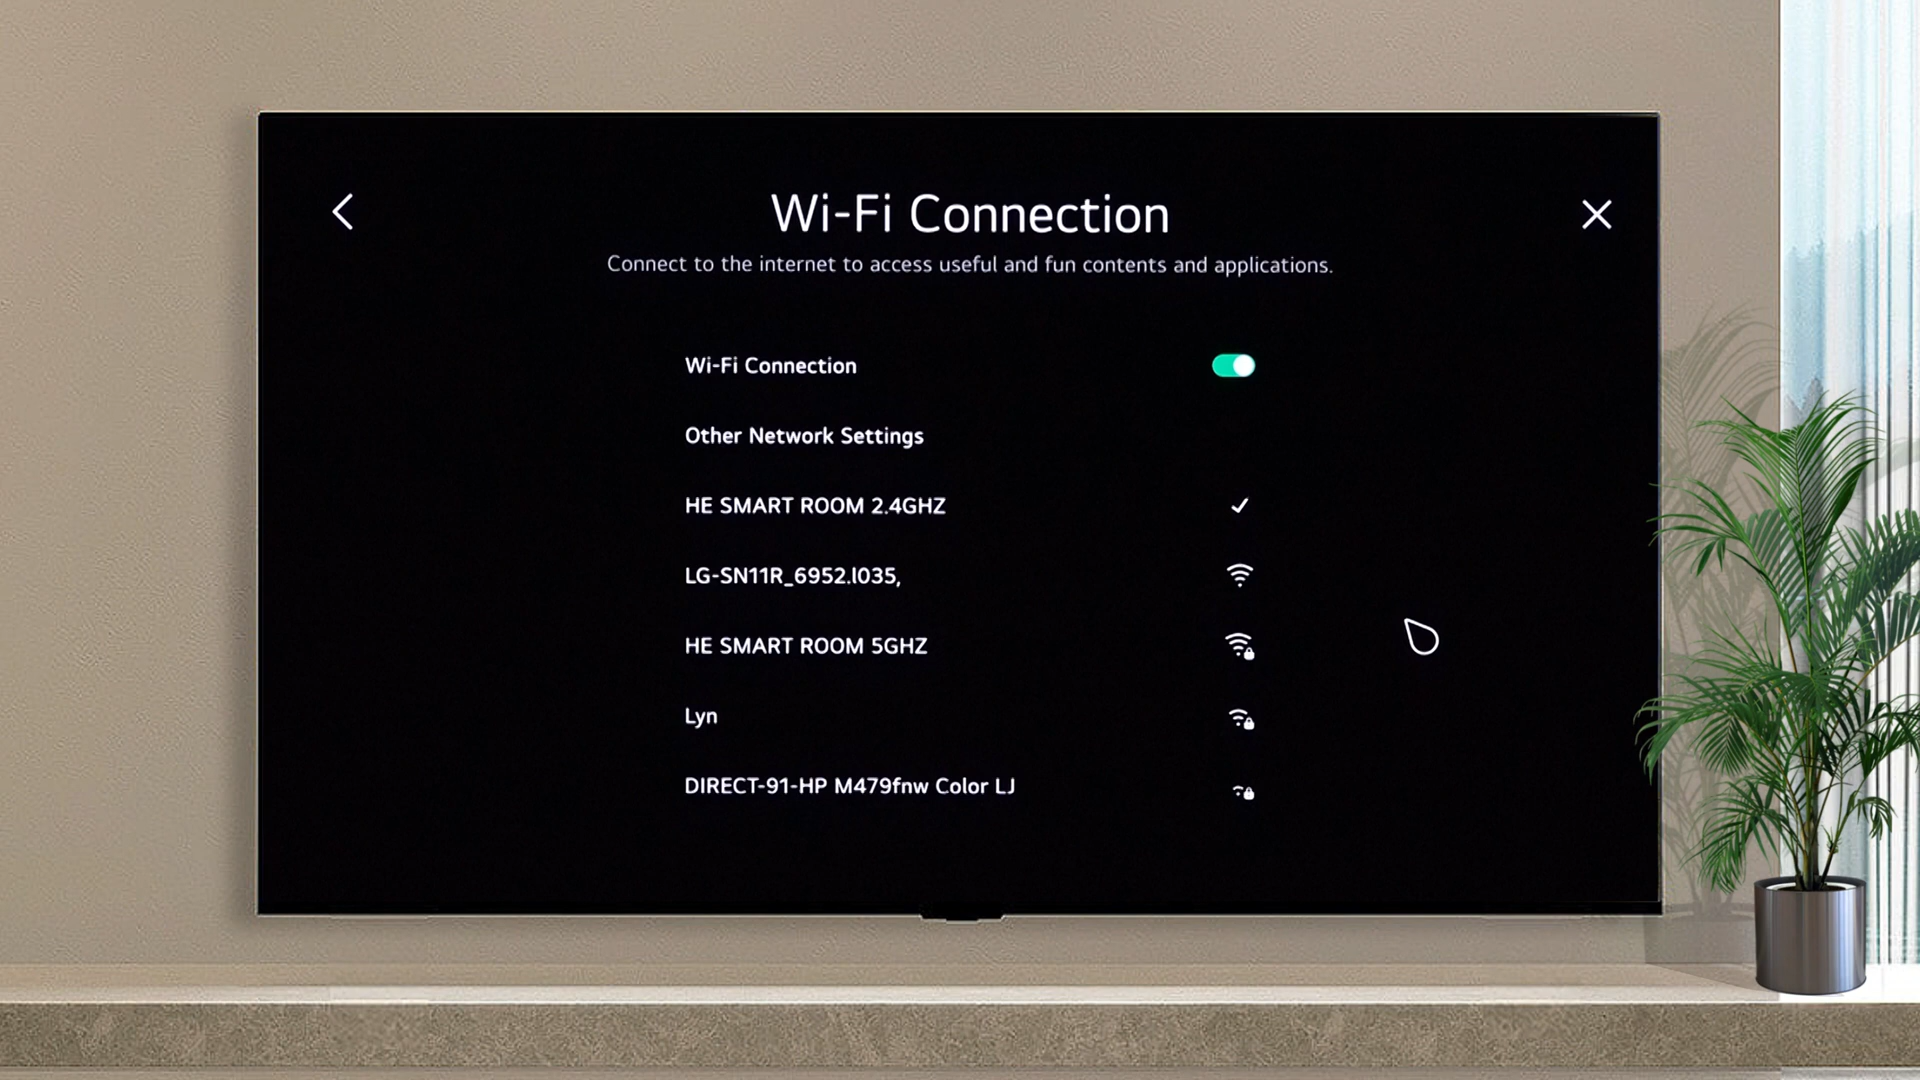 Wi-Fi Connection
Connect to the internet to access useful and fun contents and applications.
Wi-Fi Connection
Other Network Settings
HE SMART ROOM 2.4GHZ
LG-SN11R_6952.l035,
HE SMART ROOM 5GHZ
Lyn
DIRECT-91-HP M479fnw Color LJ